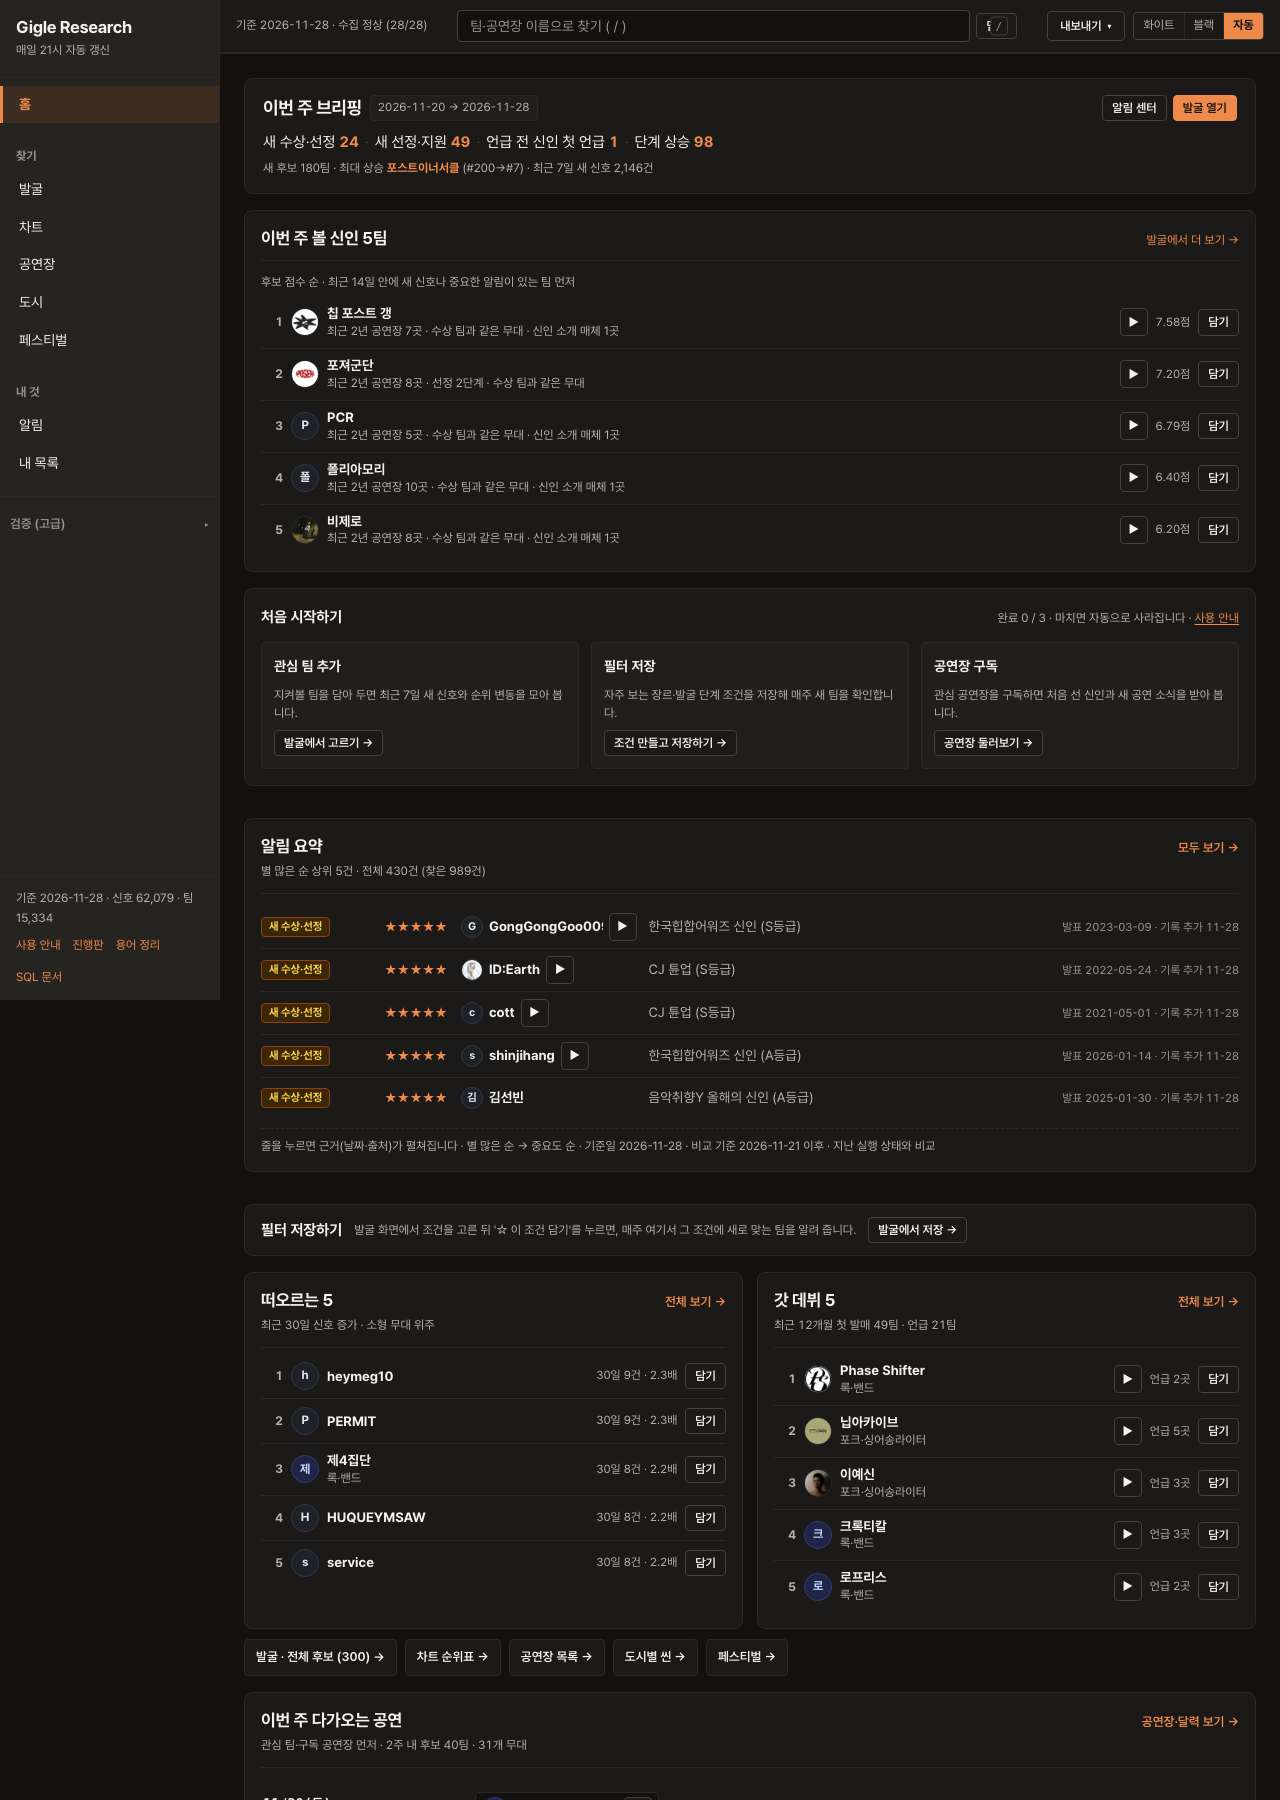 Gigle Research
매일 21시 자동 갱신
홈
찾기
발굴
차트
공연장
도시
페스티벌
내 것
알림
내 목록
검증 (고급)
기준 2026-11-28 · 신호 62,079 · 팀
15,334
사용 안내 진행판 용어 정리
SQL 문서
기준 2026-11-28 · 수집 정상 (28/28)
팀·공연장 이름으로 찾기 ( / )
/
내보내기 ▾
화이트 블랙 자동
이번 주 브리핑 2026-11-20 → 2026-11-28
알림 센터 발굴 열기
새 수상·선정 24 · 새 선정·지원 49 · 언급 전 신인 첫 언급 1 · 단계 상승 98
새 후보 180팀 · 최대 상승 포스트이너서클 (#200→#7) · 최근 7일 새 신호 2,146건
이번 주 볼 신인 5팀
발굴에서 더 보기 →
후보 점수 순 · 최근 14일 안에 새 신호나 중요한 알림이 있는 팀 먼저
1 칩 포스트 갱
최근 2년 공연장 7곳 · 수상 팀과 같은 무대 · 신인 소개 매체 1곳
▶ 7.58점 담기
2 포져군단
최근 2년 공연장 8곳 · 선정 2단계 · 수상 팀과 같은 무대
▶ 7.20점 담기
3 P PCR
최근 2년 공연장 5곳 · 수상 팀과 같은 무대 · 신인 소개 매체 1곳
▶ 6.79점 담기
4 폴 폴리아모리
최근 2년 공연장 10곳 · 수상 팀과 같은 무대 · 신인 소개 매체 1곳
▶ 6.40점 담기
5 비제로
최근 2년 공연장 8곳 · 수상 팀과 같은 무대 · 신인 소개 매체 1곳
▶ 6.20점 담기
처음 시작하기
완료 0 / 3 · 마치면 자동으로 사라집니다 · 사용 안내
관심 팀 추가
지켜볼 팀을 담아 두면 최근 7일 새 신호와 순위 변동을 모아 봅
니다.
발굴에서 고르기 →
필터 저장
자주 보는 장르·발굴 단계 조건을 저장해 매주 새 팀을 확인합니
다.
조건 만들고 저장하기 →
공연장 구독
관심 공연장을 구독하면 처음 선 신인과 새 공연 소식을 받아 봅
니다.
공연장 둘러보기 →
알림 요약
모두 보기 →
별 많은 순 상위 5건 · 전체 430건 (찾은 989건)
새 수상·선정 ★★★★★ G GongGongGoo009 ▶ 한국힙합어워즈 신인 (S등급) 발표 2023-03-09 · 기록 추가 11-28
새 수상·선정 ★★★★★ ID:Earth ▶ CJ 튠업 (S등급) 발표 2022-05-24 · 기록 추가 11-28
새 수상·선정 ★★★★★ c cott ▶ CJ 튠업 (S등급) 발표 2021-05-01 · 기록 추가 11-28
새 수상·선정 ★★★★★ s shinjihang ▶ 한국힙합어워즈 신인 (A등급) 발표 2026-01-14 · 기록 추가 11-28
새 수상·선정 ★★★★★ 김 김선빈 음악취향Y 올해의 신인 (A등급) 발표 2025-01-30 · 기록 추가 11-28
줄을 누르면 근거(날짜·출처)가 펼쳐집니다 · 별 많은 순 → 중요도 순 · 기준일 2026-11-28 · 비교 기준 2026-11-21 이후 · 지난 실행 상태와 비교
필터 저장하기 발굴 화면에서 조건을 고른 뒤 '☆ 이 조건 담기'를 누르면, 매주 여기서 그 조건에 새로 맞는 팀을 알려 줍니다. 발굴에서 저장 →
떠오르는 5
전체 보기 →
최근 30일 신호 증가 · 소형 무대 위주
1 h heymeg10 30일 9건 · 2.3배 담기
2 P PERMIT 30일 9건 · 2.3배 담기
3 제 제4집단
록·밴드
30일 8건 · 2.2배 담기
4 H HUQUEYMSAW 30일 8건 · 2.2배 담기
5 s service 30일 8건 · 2.2배 담기
갓 데뷔 5
전체 보기 →
최근 12개월 첫 발매 49팀 · 언급 21팀
1 Phase Shifter
록·밴드
▶ 언급 2곳 담기
2 닙아카이브
포크·싱어송라이터
▶ 언급 5곳 담기
3 이예신
포크·싱어송라이터
▶ 언급 3곳 담기
4 크 크록티칼
록·밴드
▶ 언급 3곳 담기
5 로 로프리스
록·밴드
▶ 언급 2곳 담기
발굴 · 전체 후보 (300) → 차트 순위표 → 공연장 목록 → 도시별 씬 → 페스티벌 →
이번 주 다가오는 공연
공연장·달력 보기 →
관심 팀·구독 공연장 먼저 · 2주 내 후보 40팀 · 31개 무대